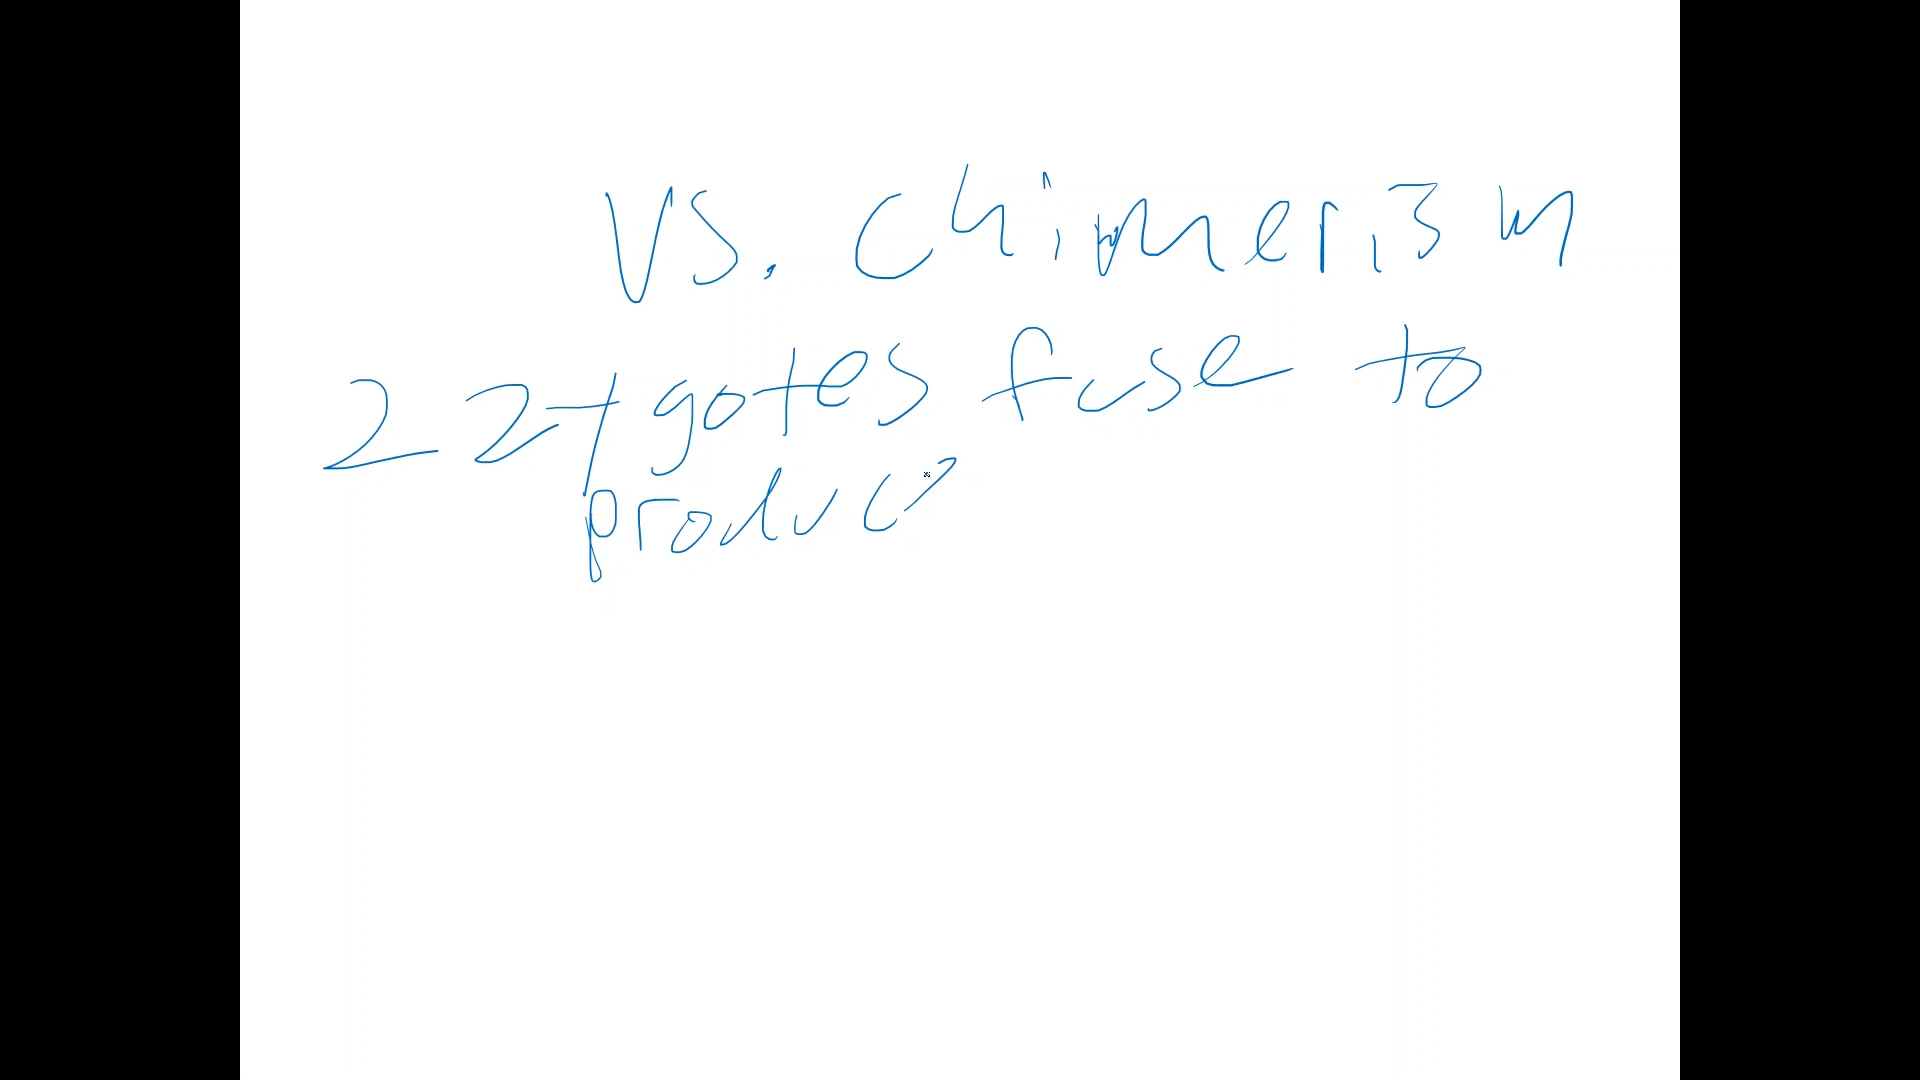 vs. chimerism
2 zygotes fuse to
produc